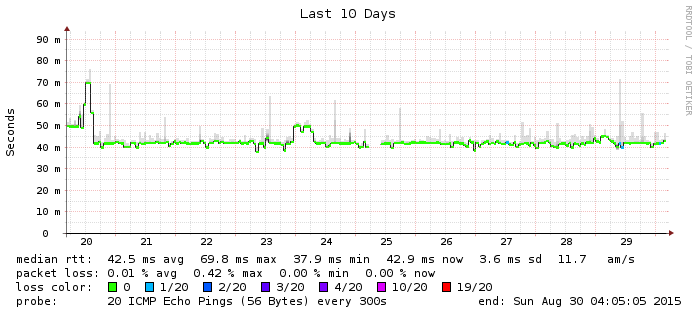 Last 10 Days
RRDTOOL / TOBI OETIKER
Seconds
90 m
80 m
70 m
60 m
50 m
40 m
30 m
20 m
10 m
0
20 21 22 23 24 25 26 27 28 29
median rtt: 42.5 ms avg 69.8 ms max 37.9 ms min 42.9 ms now 3.6 ms sd 11.7 am/s
packet loss: 0.01 % avg 0.42 % max 0.00 % min 0.00 % now
loss color: 0 1/20 2/20 3/20 4/20 10/20 19/20
probe: 20 ICMP Echo Pings (56 Bytes) every 300s end: Sun Aug 30 04:05:05 2015